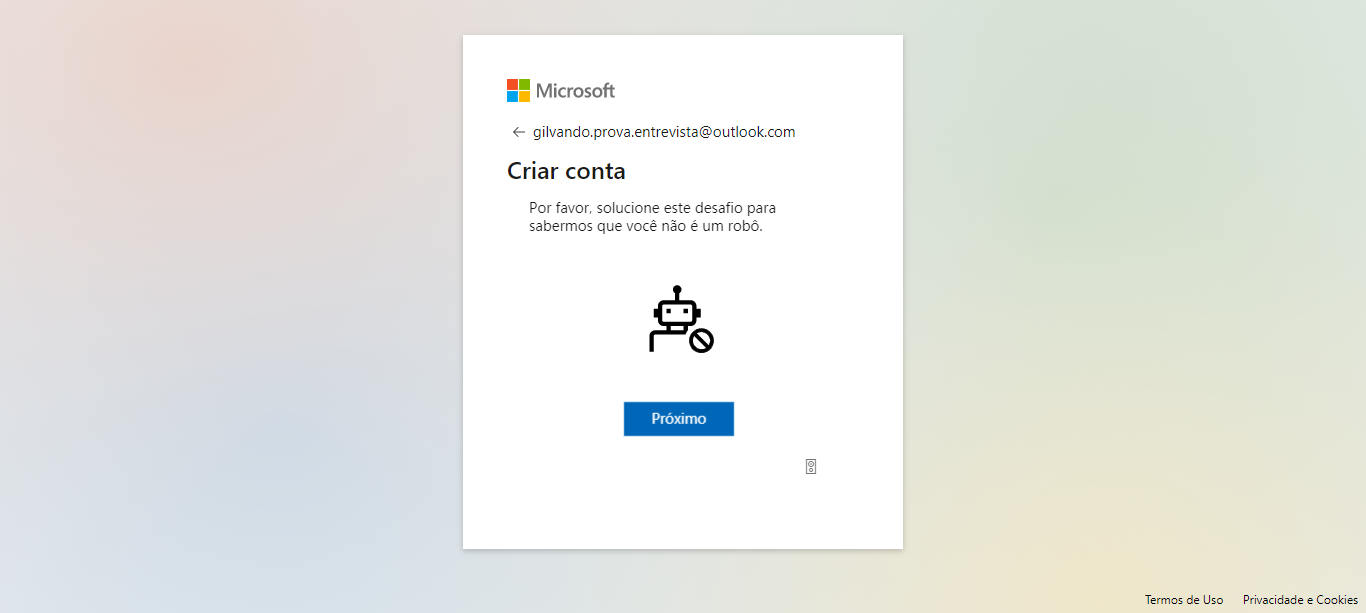 Microsoft
gilvando.prova.entrevista@outlook.com
Criar conta
Por favor, solucione este desafio para
sabermos que você não é um robô.
Próximo
Termos de Uso
Privacidade e Cookies